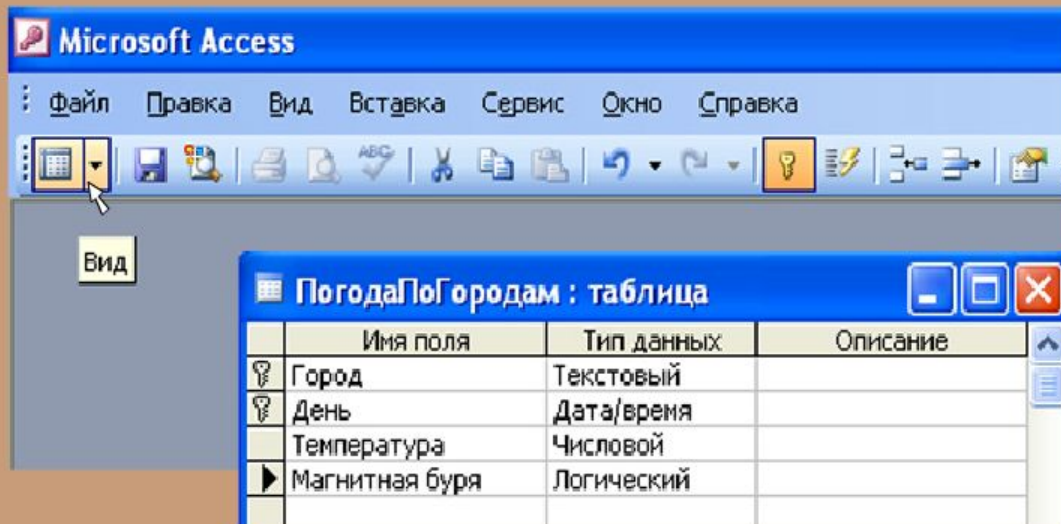 Microsoft Access
Файл Правка Вид Вставка Сервис Окно Справка
ABC
Вид
ПогодаПоГородам : таблица
Имя поля Тип данных Описание
Город Текстовый
День Дата/время
Температура Числовой
Магнитная буря Логический